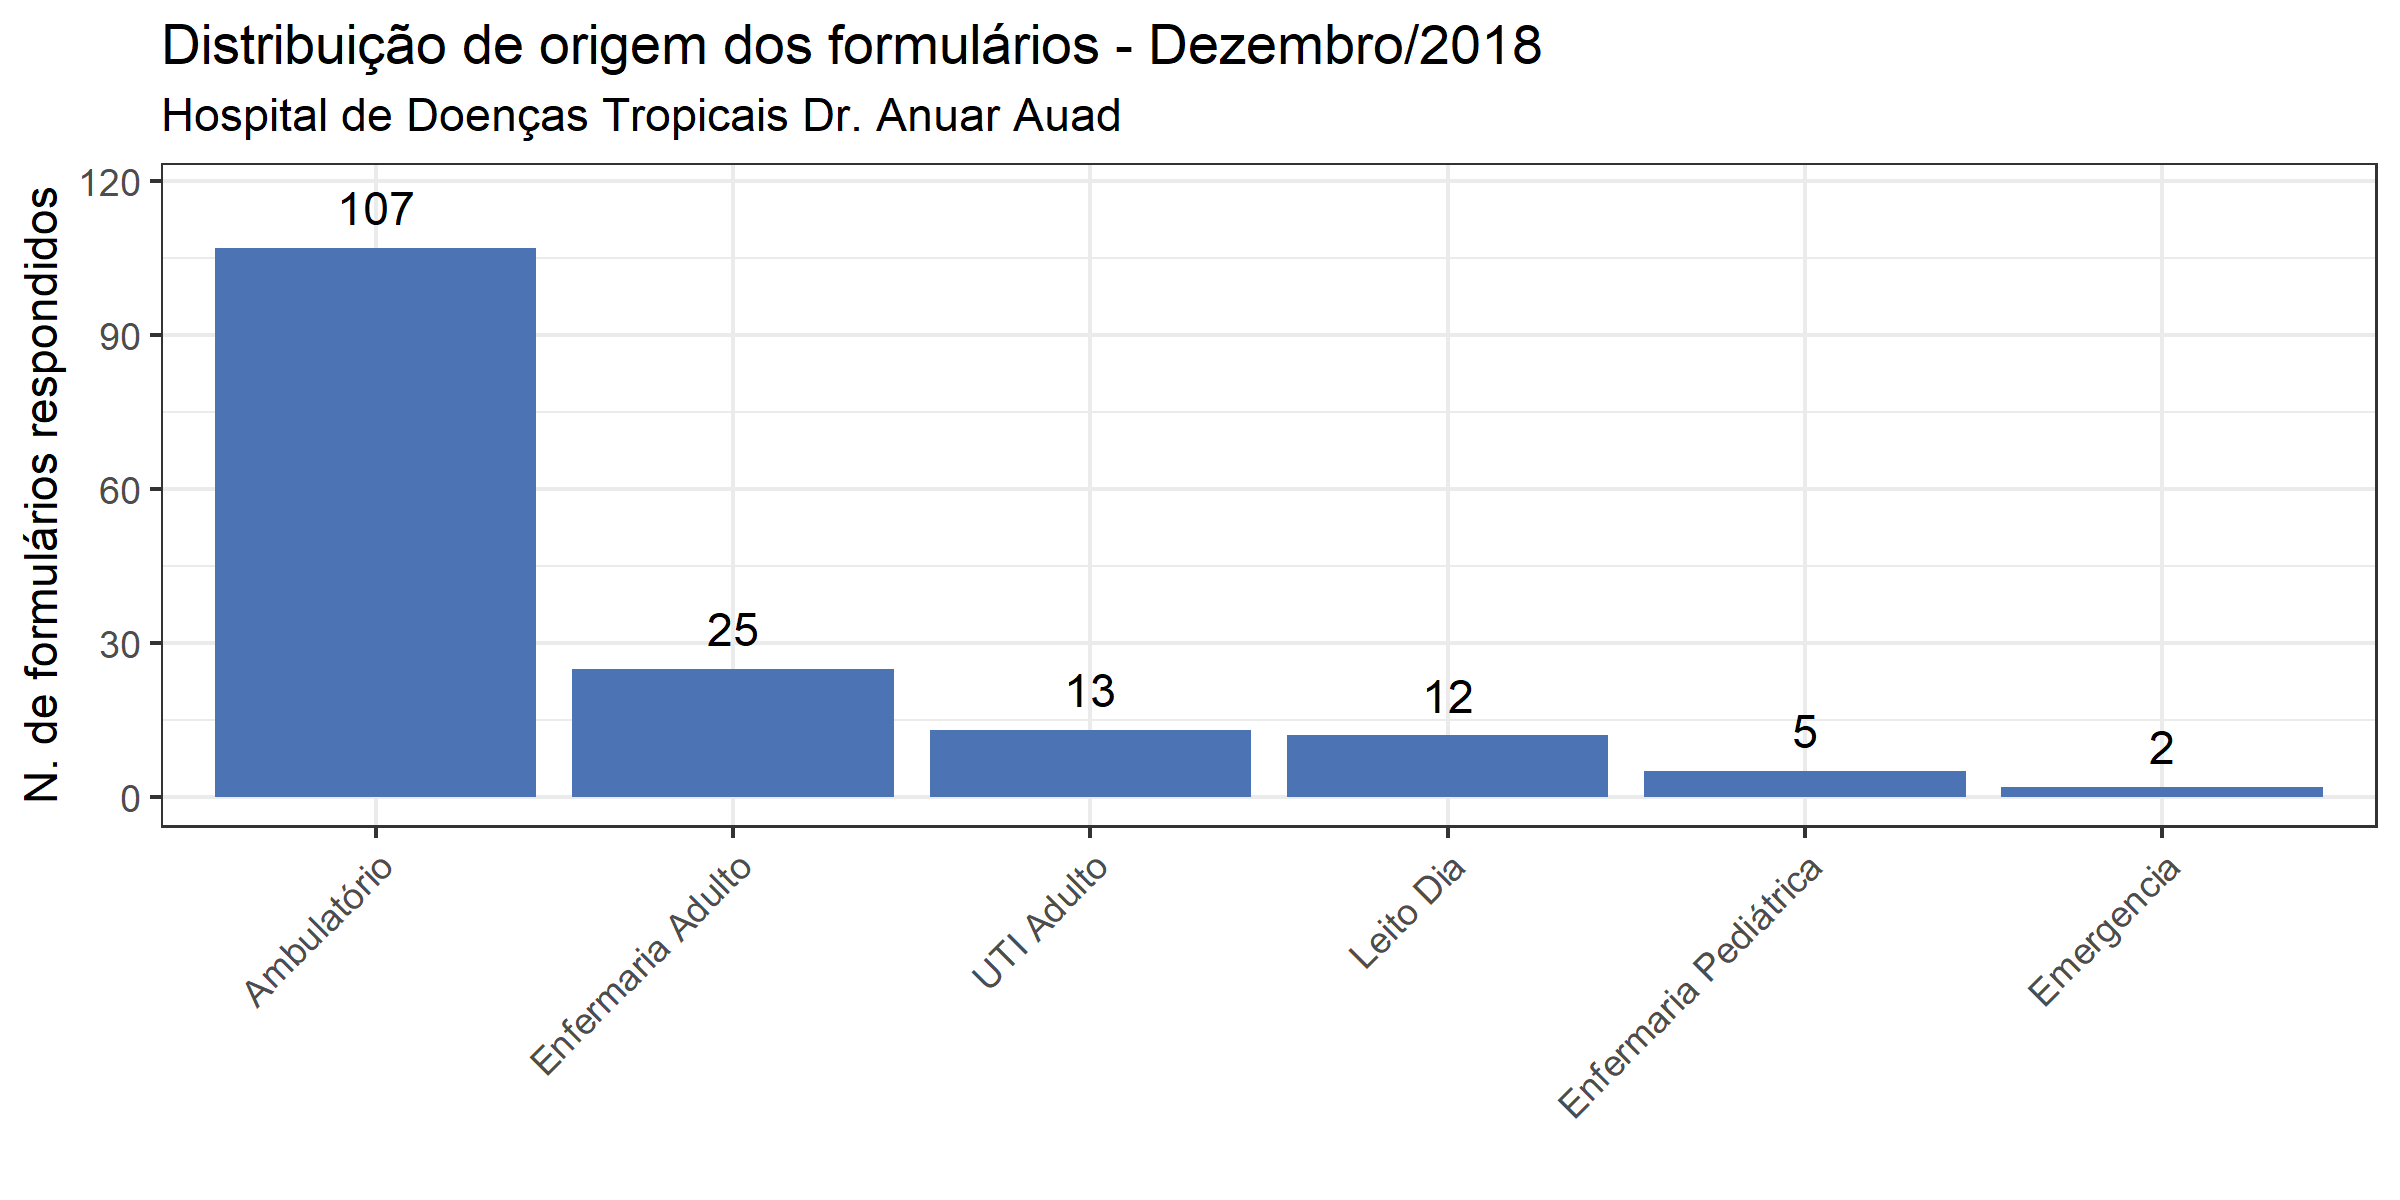 Distribuição de origem dos formulários - Dezembro/2018
Hospital de Doenças Tropicais Dr. Anuar Auad
N. de formulários respondidos
120
90
60
30
0
107
25
13
12
5
2
Ambulatório
Enfermaria Adulto
UTI Adulto
Leito Dia
Enfermaria Pediátrica
Emergencia